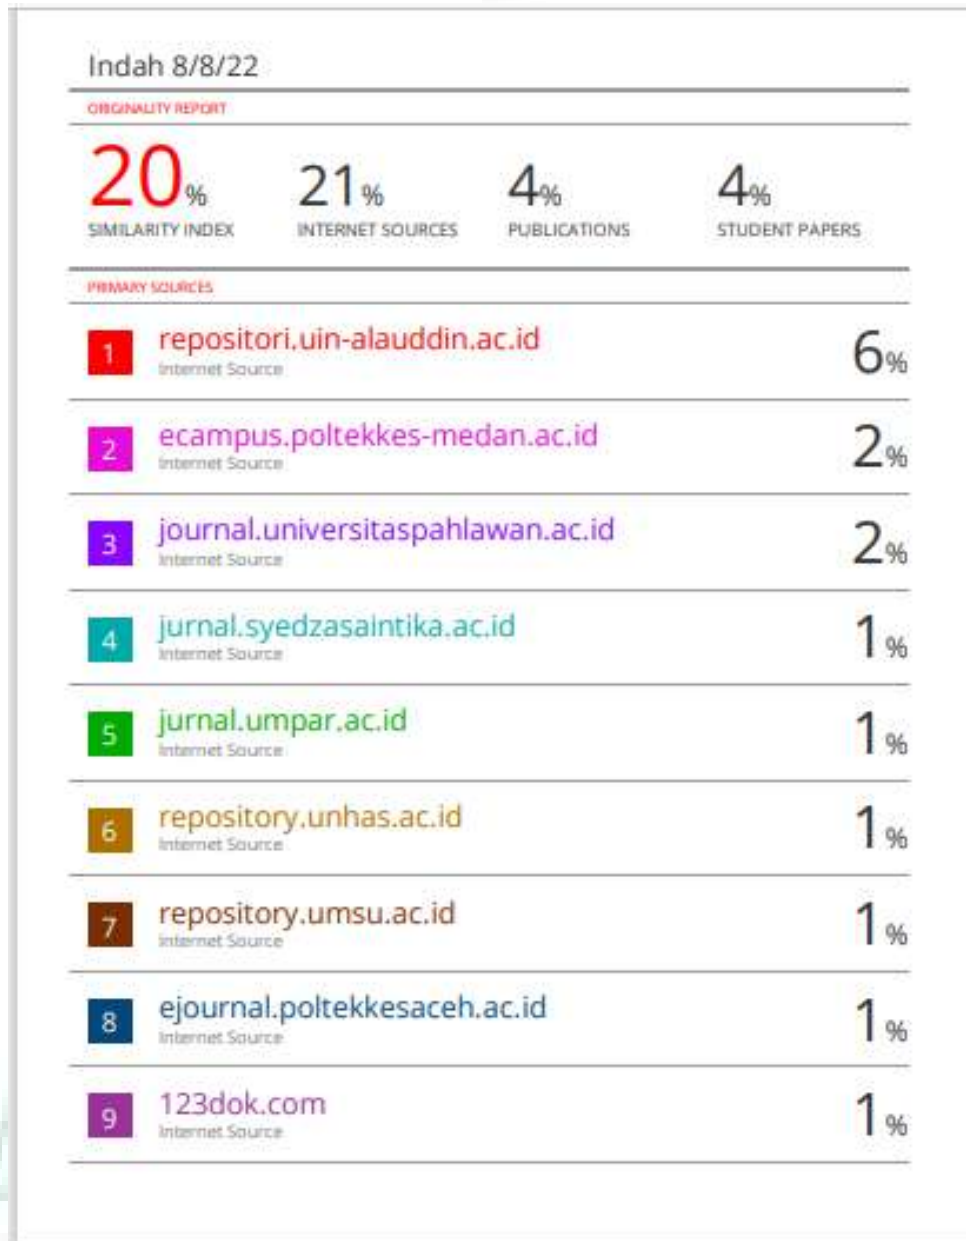 Indah 8/8/22
ORIGINALITY REPORT
20% 21% 4% 4%
SIMILARITY INDEX INTERNET SOURCES PUBLICATIONS STUDENT PAPERS
PRIMARY SOURCES
1 repositori.uin-alauddin.ac.id 6%
Internet Source
2 ecampus.poltekkes-medan.ac.id 2%
Internet Source
3 journal.universitaspahlawan.ac.id 2%
Internet Source
4 jurnal.syedzasaintika.ac.id 1%
Internet Source
5 jurnal.umpar.ac.id 1%
Internet Source
6 repository.unhas.ac.id 1%
Internet Source
7 repository.umsu.ac.id 1%
Internet Source
8 ejournal.poltekkesaceh.ac.id 1%
Internet Source
9 123dok.com 1%
Internet Source